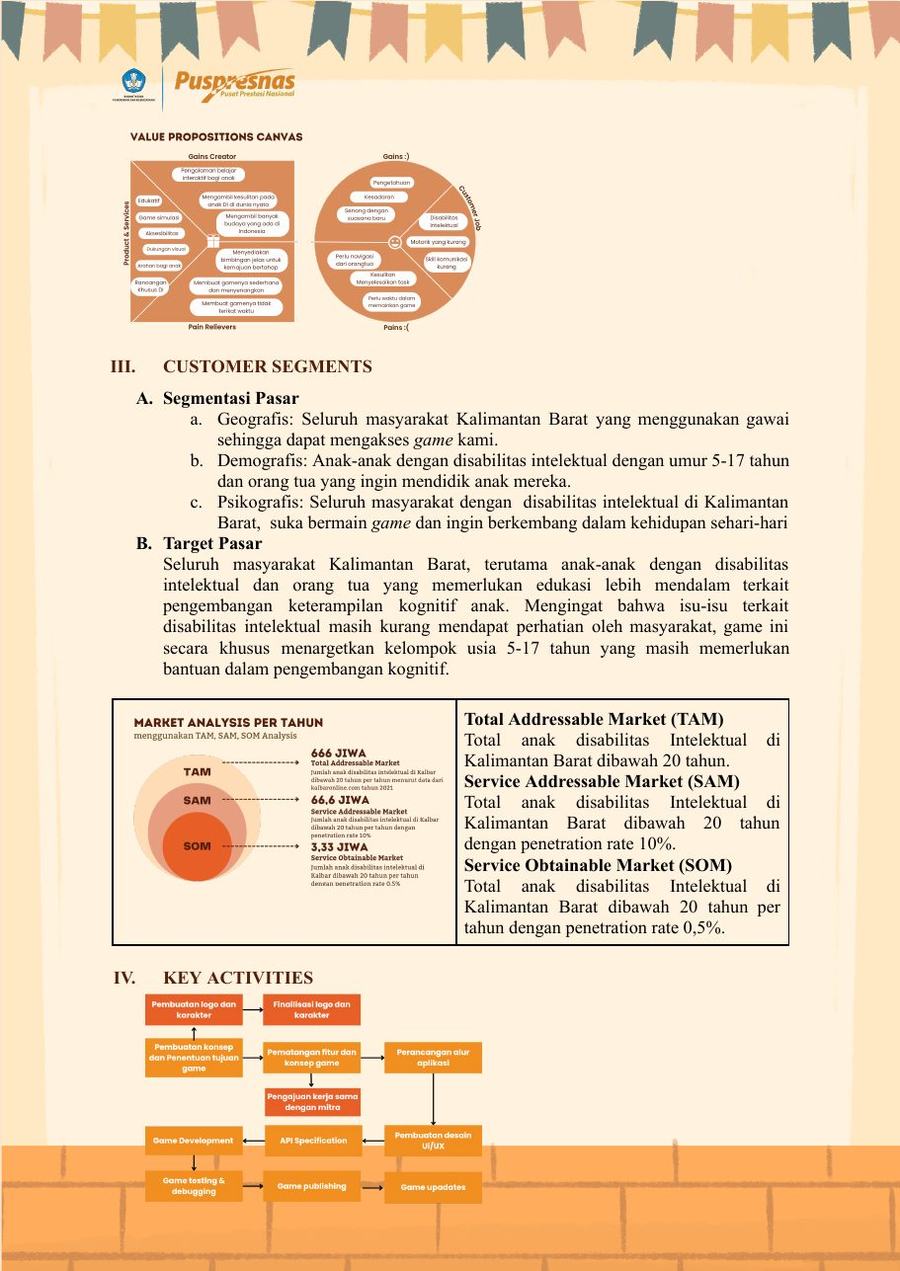 Puspresnas
Pusat Prestasi Nasional
VALUE PROPOSITIONS CANVAS
Gains Creator
Product & Services
Pengalaman belajar
interaktif bagi anak
Edukatif
Game simulasi
Aksesibilitas
Dukungan visual
Arahan bagi anak
Rancangan
Khusus DI
Mengambil kesulitan pada
anak DI di dunia nyata
Mengambil banyak
budaya yang ada di
Indonesia
Menyediakan
bimbingan jelas untuk
kemajuan bertahap
Membuat gamenya sederhana
dan menyenangkan
Membuat gamenya tidak
terikat waktu
Pain Relievers
Gains :)
Customer Job
Pengetahuan
Kesadaran
Senang dengan
suasana baru
Disabilitas
Intelektual
Motorik yang kurang
Skill komunikasi
kurang
Perlu navigasi
dari orangtua
Kesulitan
Menyelesaikan task
Perlu waktu dalam
memainkan game
Pains :(
III. CUSTOMER SEGMENTS
A. Segmentasi Pasar
a. Geografis: Seluruh masyarakat Kalimantan Barat yang menggunakan gawai
sehingga dapat mengakses game kami.
b. Demografis: Anak-anak dengan disabilitas intelektual dengan umur 5-17 tahun
dan orang tua yang ingin mendidik anak mereka.
c. Psikografis: Seluruh masyarakat dengan disabilitas intelektual di Kalimantan
Barat, suka bermain game dan ingin berkembang dalam kehidupan sehari-hari
B. Target Pasar
Seluruh masyarakat Kalimantan Barat, terutama anak-anak dengan disabilitas
intelektual dan orang tua yang memerlukan edukasi lebih mendalam terkait
pengembangan keterampilan kognitif anak. Mengingat bahwa isu-isu terkait
disabilitas intelektual masih kurang mendapat perhatian oleh masyarakat, game ini
secara khusus menargetkan kelompok usia 5-17 tahun yang masih memerlukan
bantuan dalam pengembangan kognitif.
MARKET ANALYSIS PER TAHUN
menggunakan TAM, SAM, SOM Analysis
TAM
SAM
SOM
666 JIWA
Total Addressable Market
Jumlah anak disabilitas intelektual di Kalbar
dibawah 20 tahun per tahun menurut data dari
kalbaronline.com tahun 2021
66,6 JIWA
Service Addressable Market
Jumlah anak disabilitas intelektual di Kalbar
dibawah 20 tahun per tahun dengan
penetration rate 10%
3,33 JIWA
Service Obtainable Market
Jumlah anak disabilitas intelektual di
Kalbar dibawah 20 tahun per tahun
dengan penetration rate 0.5%
Total Addressable Market (TAM)
Total anak disabilitas Intelektual di
Kalimantan Barat dibawah 20 tahun.
Service Addressable Market (SAM)
Total anak disabilitas Intelektual di
Kalimantan Barat dibawah 20 tahun
dengan penetration rate 10%.
Service Obtainable Market (SOM)
Total anak disabilitas Intelektual di
Kalimantan Barat dibawah 20 tahun per
tahun dengan penetration rate 0,5%.
IV. KEY ACTIVITIES
Pembuatan logo dan
karakter
Finalisasi logo dan
karakter
Pembuatan konsep
dan Penentuan tujuan
game
Pematangan fitur dan
konsep game
Perancangan alur
aplikasi
Pengajuan kerja sama
dengan mitra
Game Development
API Specification
Pembuatan desain
UI/UX
Game testing &
debugging
Game publishing
Game upadates